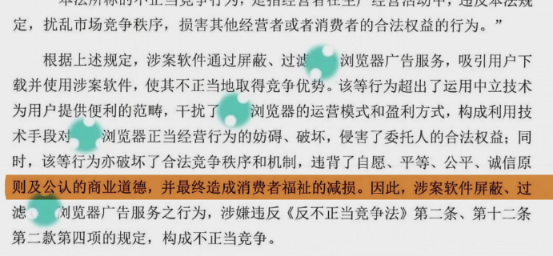 本法所称的不正当竞争行为，是指经营者在生产经营活动中，违反本法规
定，扰乱市场竞争秩序，损害其他经营者或者消费者的合法权益的行为。”
根据上述规定，涉案软件通过屏蔽、过滤浏览器广告服务，吸引用户下
载并使用涉案软件，使其不正当地取得竞争优势。该等行为超出了运用中立技术
为用户提供便利的范畴，干扰了浏览器的运营模式和盈利方式，构成利用技
术手段对浏览器正当经营行为的妨碍、破坏，侵害了委托人的合法权益；同
时，该等行为亦破坏了合法竞争秩序和机制，违背了自愿、平等、公平、诚信原
则及公认的商业道德，并最终造成消费者福祉的减损。因此，涉案软件屏蔽、过
滤浏览器广告服务之行为，涉嫌违反《反不正当竞争法》第二条、第十二条
第二款第四项的规定，构成不正当竞争。